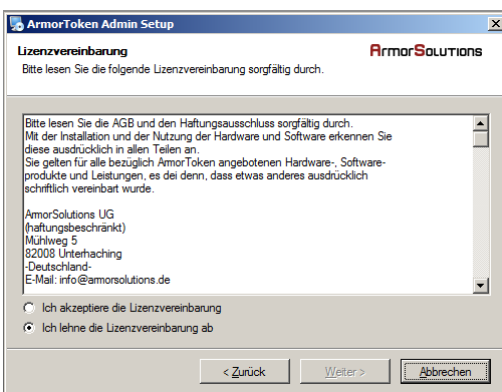 ArmorToken Admin Setup
Lizenzvereinbarung
Bitte lesen Sie die folgende Lizenzvereinbarung sorgfältig durch.
ArmorSolutions
Bitte lesen Sie die AGB und den Haftungsausschluss sorgfältig durch.
Mit der Installation und der Nutzung der Hardware und Software erkennen Sie
diese ausdrücklich in allen Teilen an.
Sie gelten für alle bezüglich ArmorToken angebotenen Hardware-, Software-
produkte und Leistungen, es dei denn, dass etwas anderes ausdrücklich
schriftlich vereinbart wurde.
ArmorSolutions UG
(haftungsbeschränkt)
Mühlweg 5
82008 Unterhaching
-Deutschland-
E-Mail: info@armorsolutions.de
Ich akzeptiere die Lizenzvereinbarung
Ich lehne die Lizenzvereinbarung ab
< Zurück
Weiter >
Abbrechen